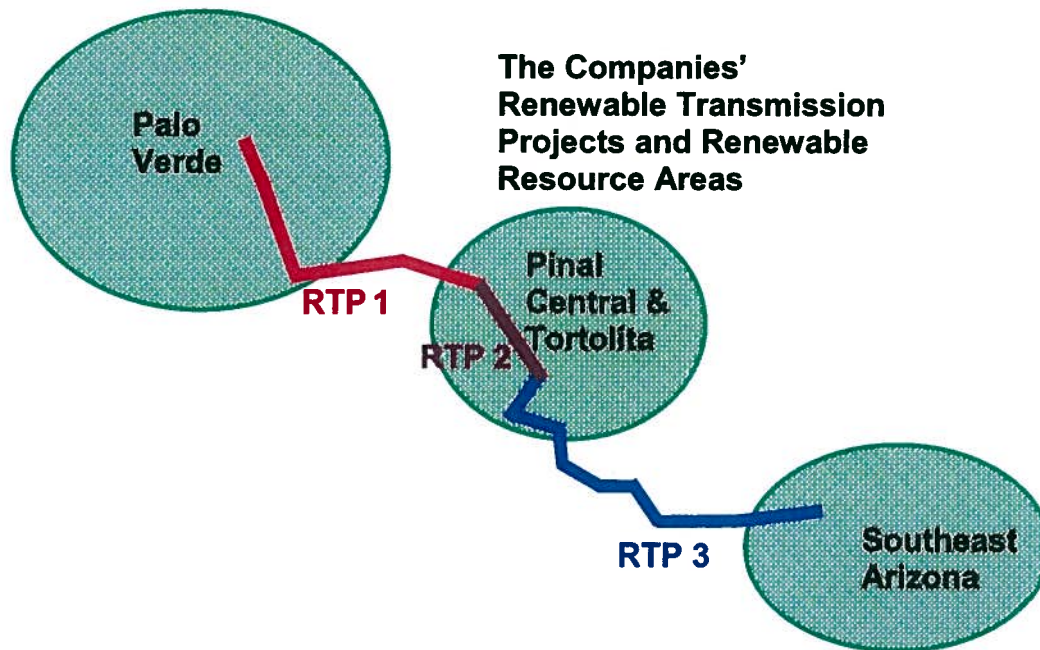 The Companies’
Renewable Transmission
Projects and Renewable
Resource Areas
Palo
Verde
RTP 1
Pinal
Central &
Tortolita
RTP 2
RTP 3
Southeast
Arizona